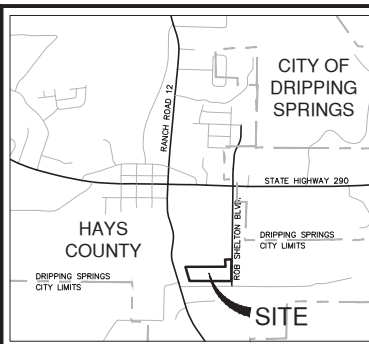 CITY OF
DRIPPING
SPRINGS
RANCH ROAD 12
STATE HIGHWAY 290
ROB SHELTON BLVD.
HAYS
COUNTY
DRIPPING SPRINGS
CITY LIMITS
DRIPPING SPRINGS
CITY LIMITS
SITE